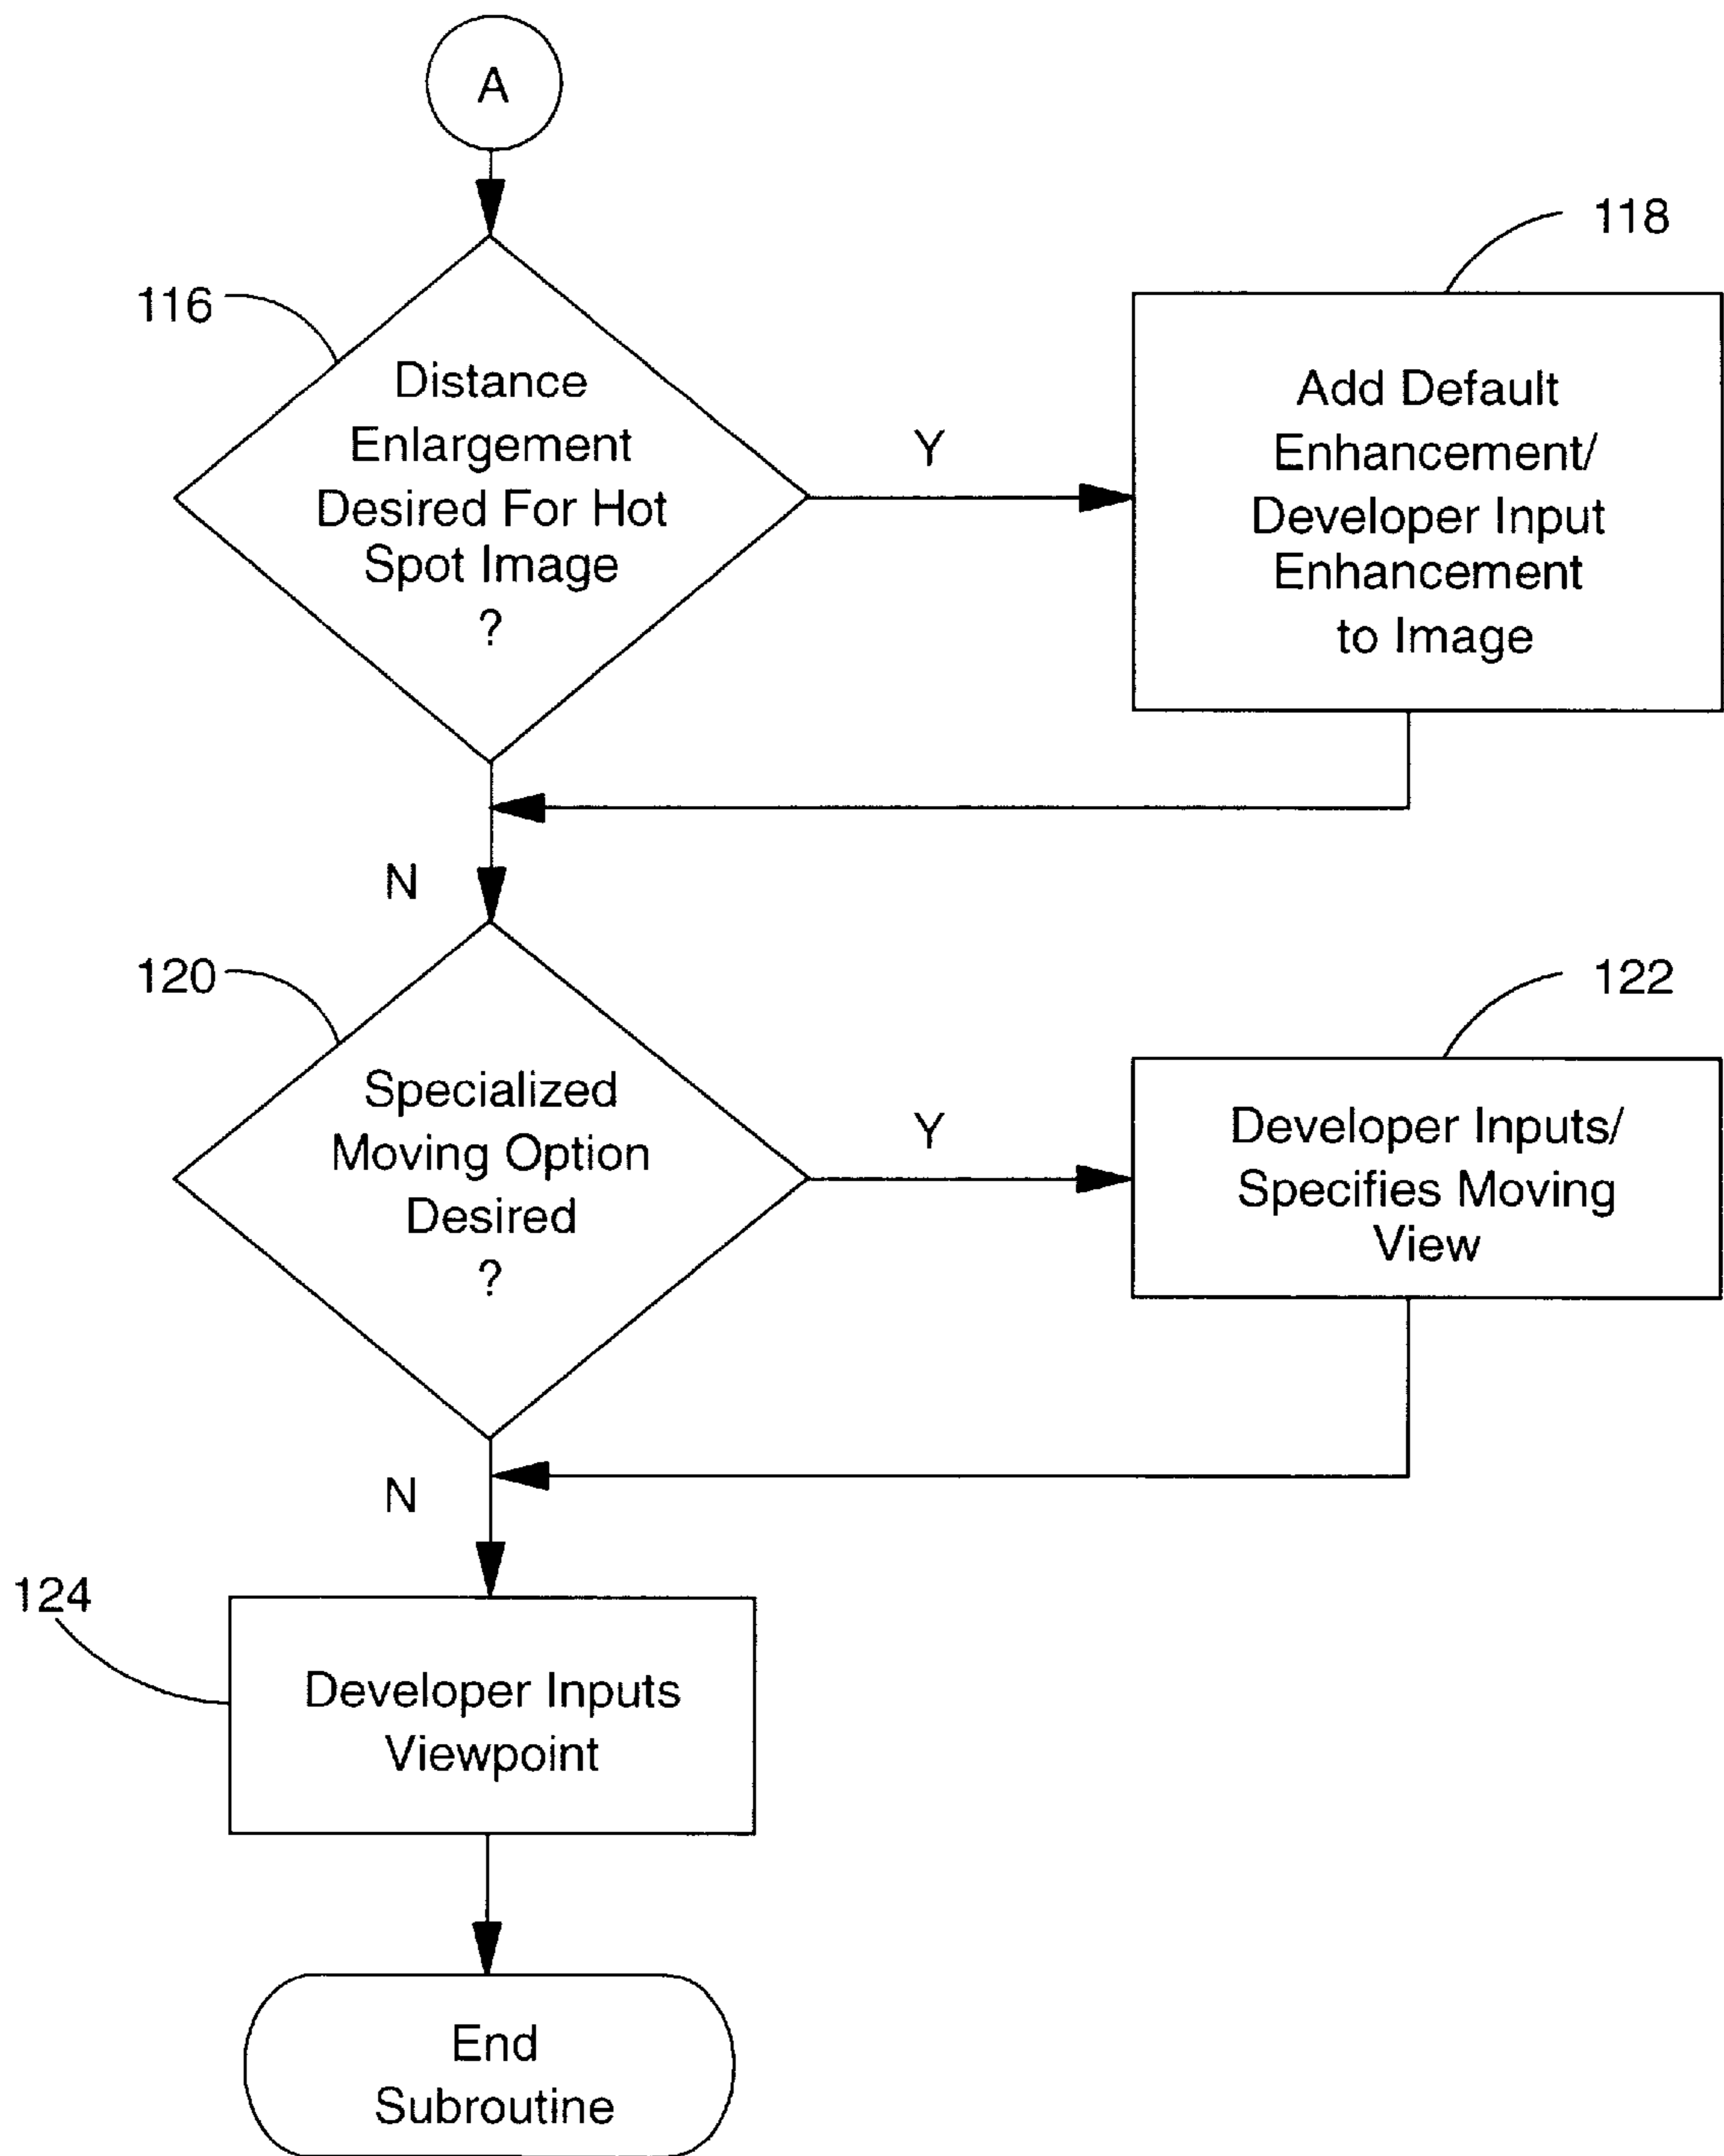 A
116
Distance
Enlargement
Desired For Hot
Spot Image
?
Y
118
Add Default
Enhancement/
Developer Input
Enhancement
to Image
N
120
Specialized
Moving Option
Desired
?
Y
122
Developer Inputs/
Specifies Moving
View
N
124
Developer Inputs
Viewpoint
End
Subroutine